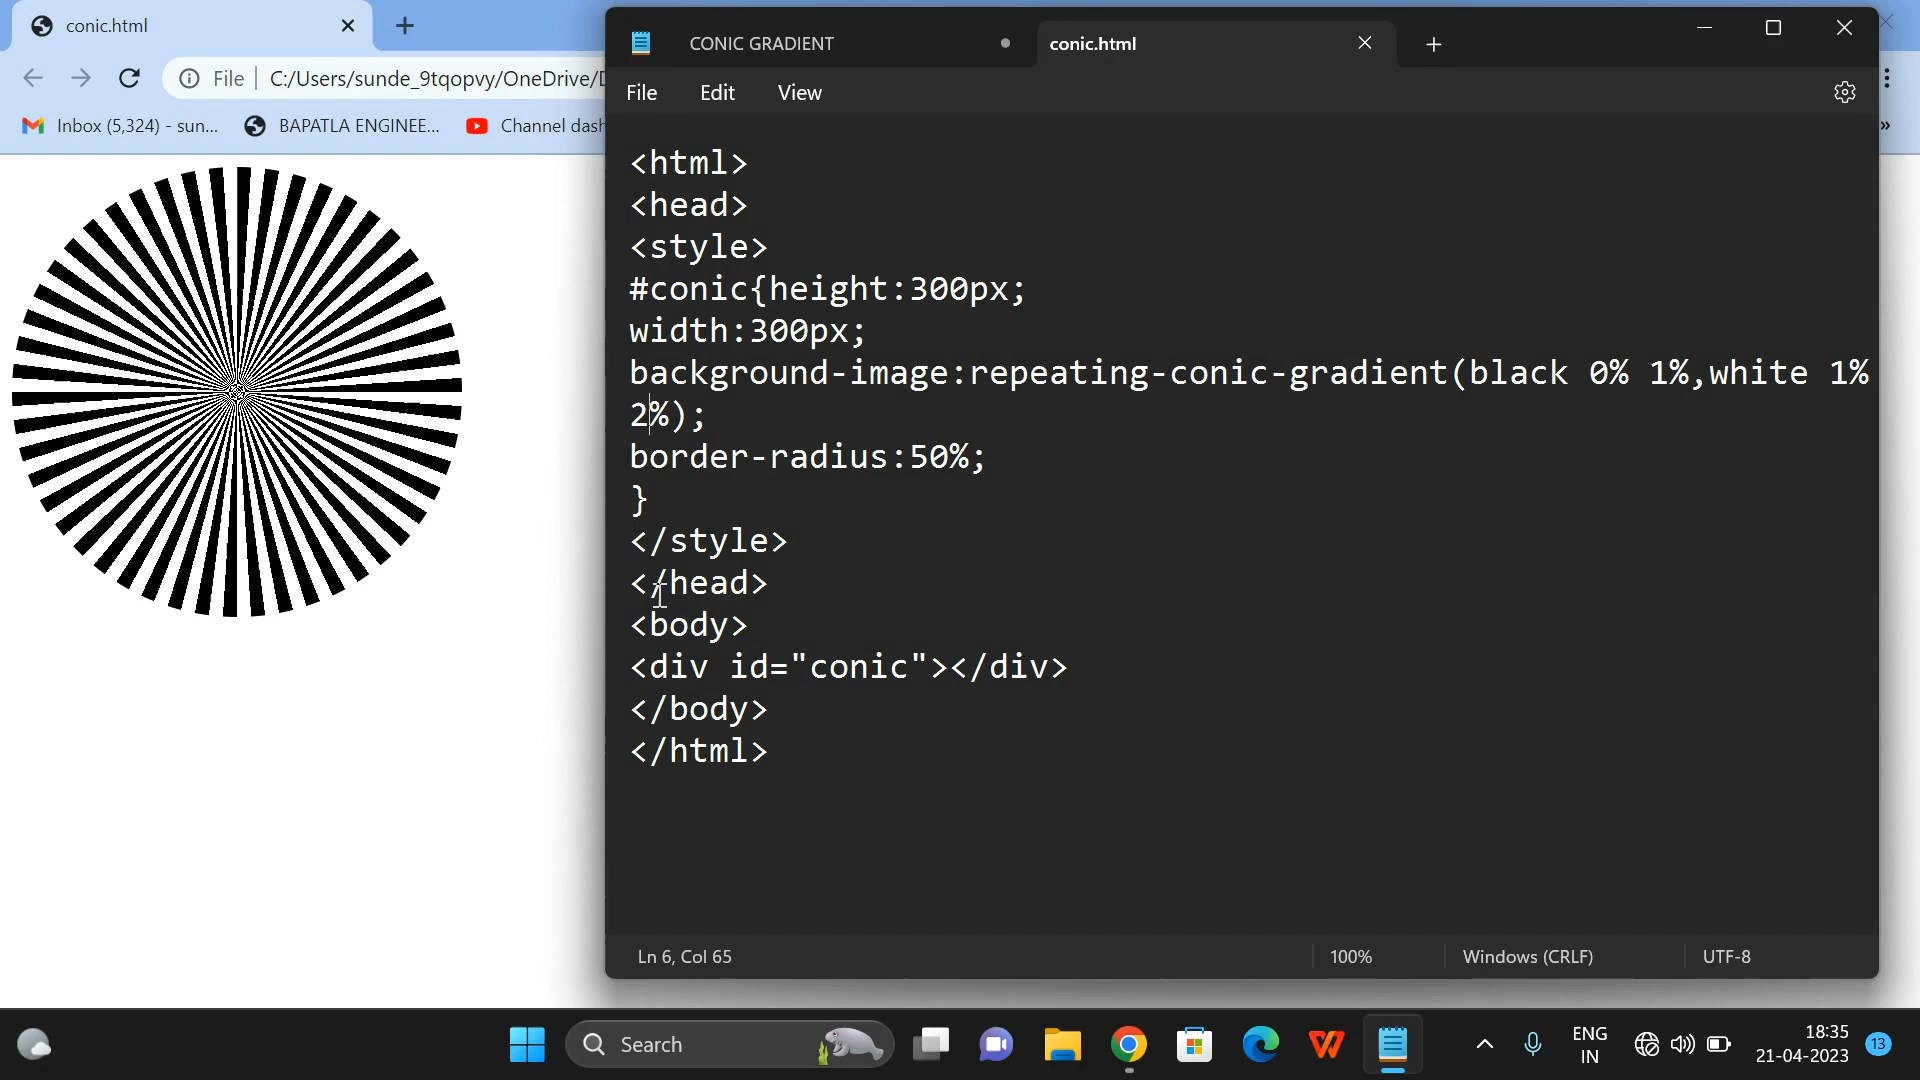 conic.html
File
C:/Users/sunde_9tqopvy/OneDrive/D
Inbox (5,324) - sun...
BAPATLA ENGINEE...
Channel dash
CONIC GRADIENT
conic.html
File
Edit
View
<html>
<head>
<style>
#conic{height:300px;
width:300px;
background-image:repeating-conic-gradient(black 0% 1%,white 1%
2%);
border-radius:50%;
}
</style>
</head>
<body>
<div id="conic"></div>
</body>
</html>
Ln 6, Col 65
100%
Windows (CRLF)
UTF-8
Search
ENG
IN
18:35
21-04-2023
13